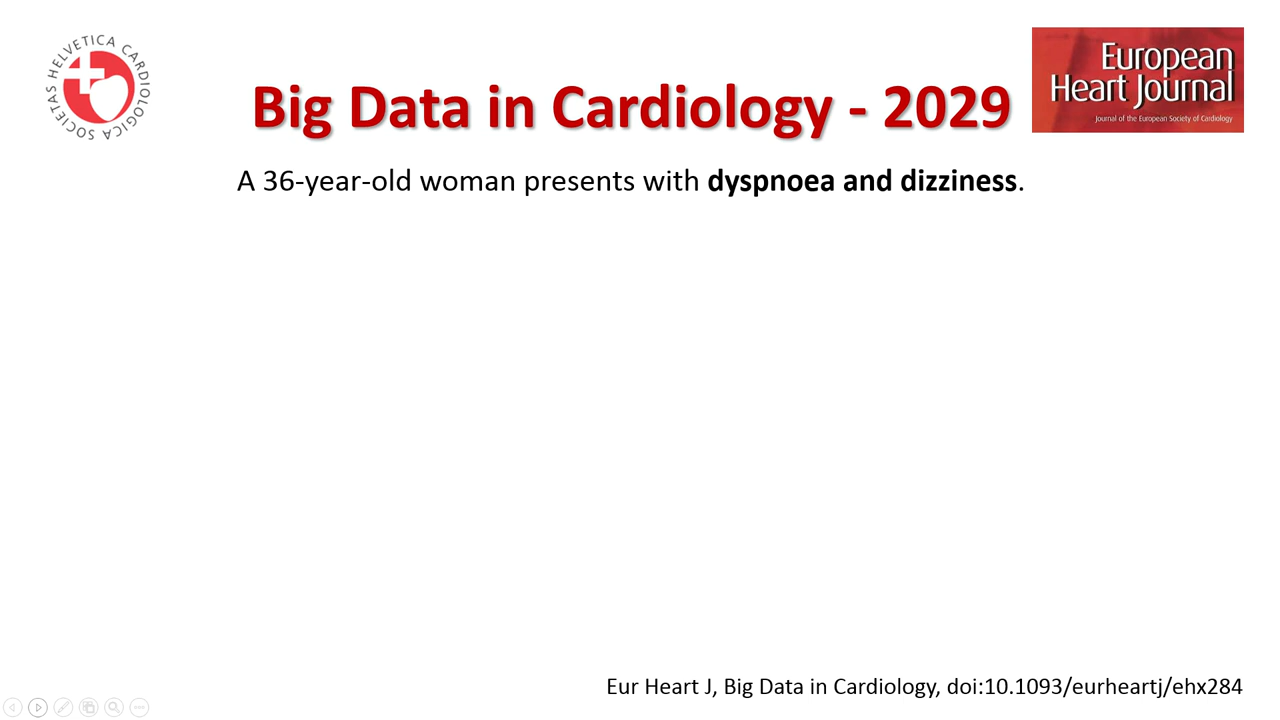 SOCIETAS HELVETICA CARDIOLOGICA
European
Heart Journal
Journal of the European Society of Cardiology
Big Data in Cardiology - 2029
A 36-year-old woman presents with dyspnoea and dizziness.
Eur Heart J, Big Data in Cardiology, doi:10.1093/eurheartj/ehx284